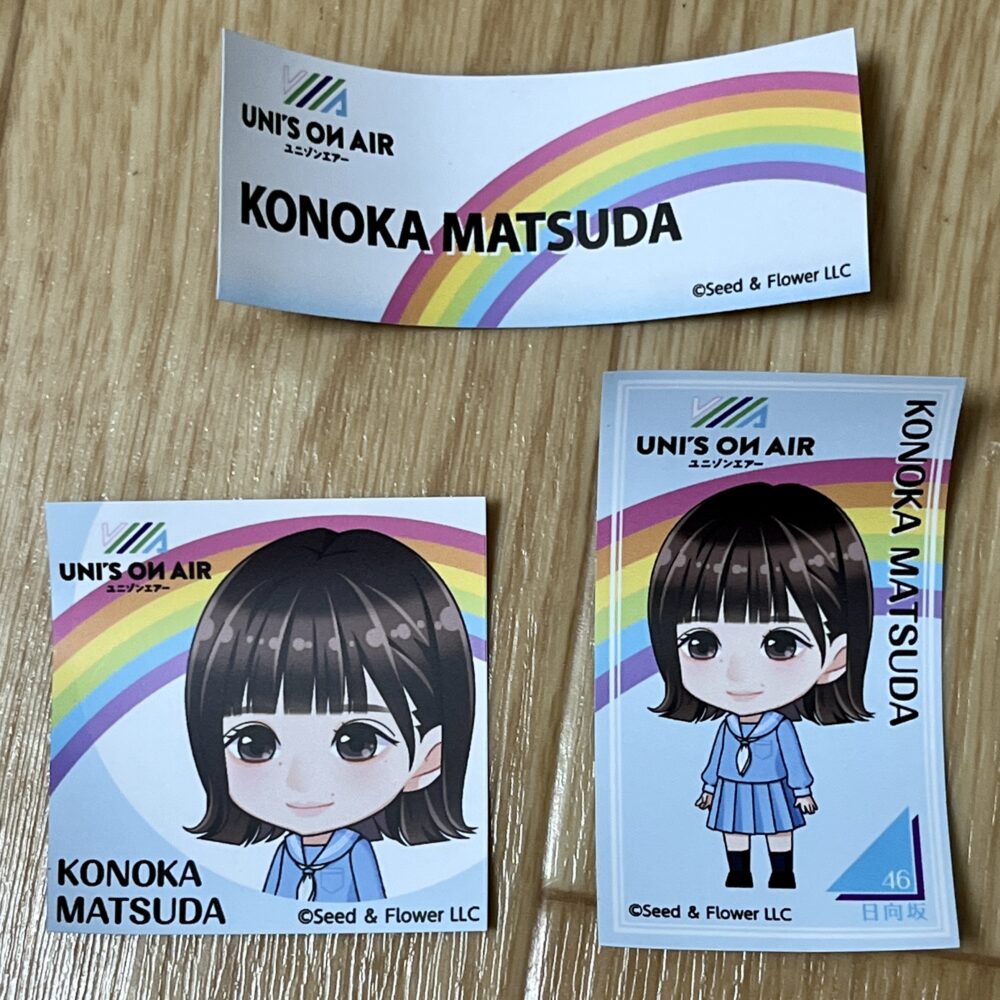 UNI'S ON AIR
ユニゾンエアー
KONOKA MATSUDA
©Seed & Flower LLC
UNI'S ON AIR
ユニゾンエアー
KONOKA
MATSUDA
©Seed & Flower LLC
UNI'S ON AIR
ユニゾンエアー
KONOKA MATSUDA
46
日向坂
©Seed & Flower LLC